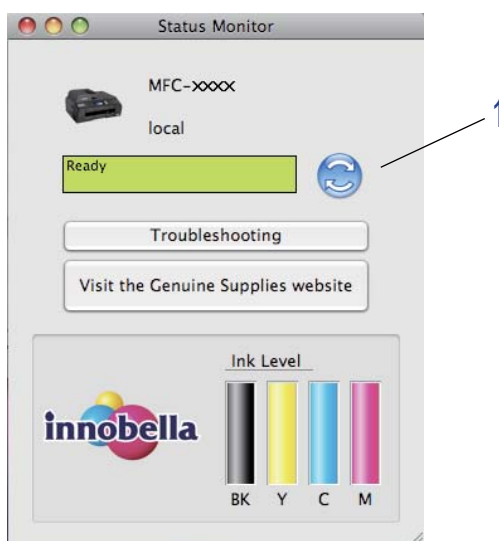 Status Monitor
MFC-xxxx
local
1
Ready
Troubleshooting
Visit the Genuine Supplies website
Ink Level
innobella
BK Y C M